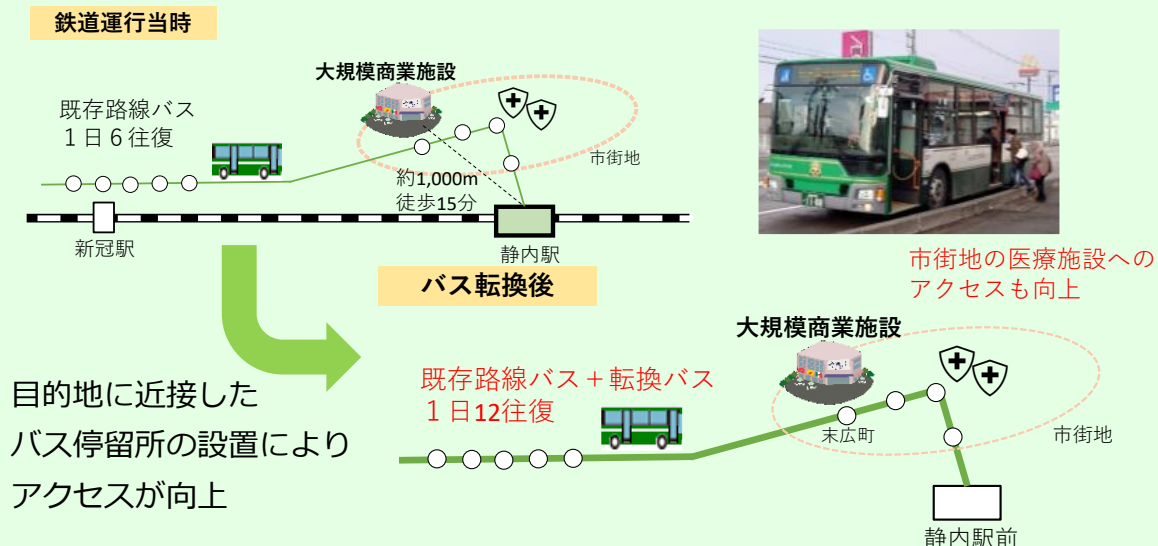 鉄道運行当時
大規模商業施設
既存路線バス
1日6往復
市街地
約1,000m
徒歩15分
新冠駅
静内駅
市街地の医療施設への
アクセスも向上
バス転換後
大規模商業施設
既存路線バス+転換バス
1日12往復
目的地に近接した
バス停留所の設置により
アクセスが向上
末広町
市街地
静内駅前